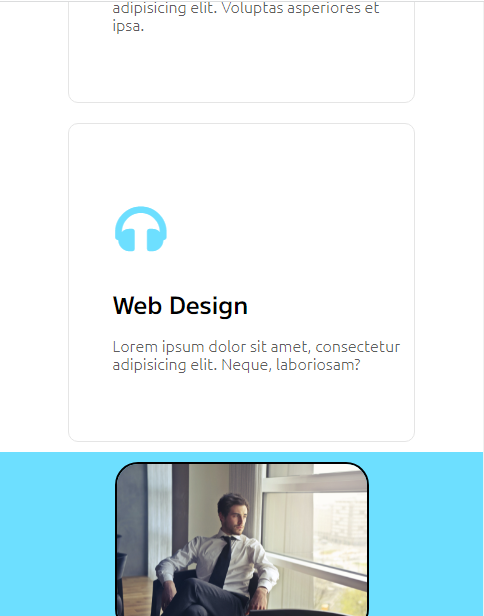 adipisicing elit. Voluptas asperiores et
ipsa.
Web Design
Lorem ipsum dolor sit amet, consectetur
adipisicing elit. Neque, laboriosam?